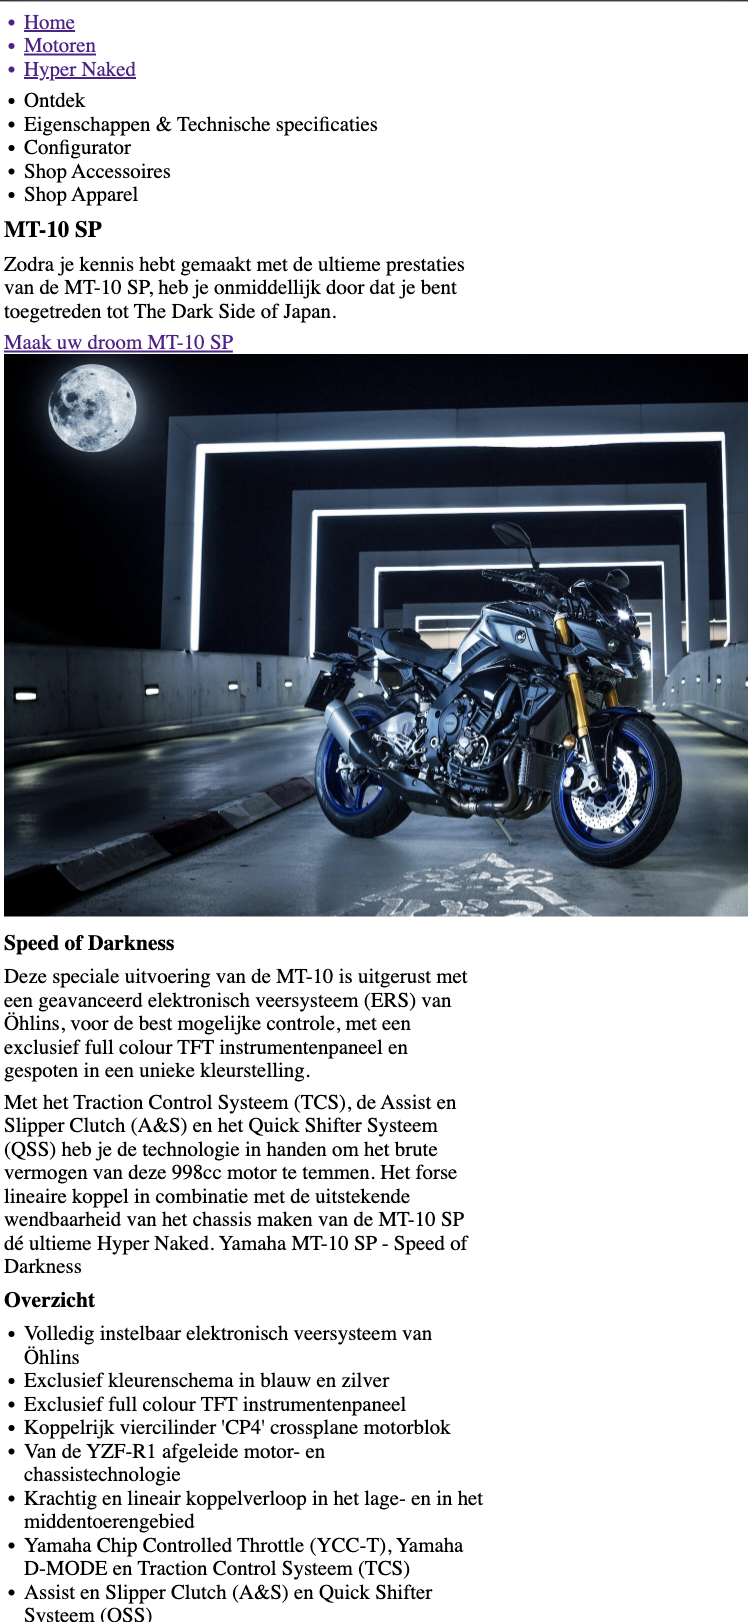 Home
Motoren
Hyper Naked
Ontdek
Eigenschappen & Technische specificaties
Configurator
Shop Accessoires
Shop Apparel
MT-10 SP
Zodra je kennis hebt gemaakt met de ultieme prestaties
van de MT-10 SP, heb je onmiddellijk door dat je bent
toegetreden tot The Dark Side of Japan.
Maak uw droom MT-10 SP
Speed of Darkness
Deze speciale uitvoering van de MT-10 is uitgerust met
een geavanceerd elektronisch veersysteem (ERS) van
Öhlins, voor de best mogelijke controle, met een
exclusief full colour TFT instrumentenpaneel en
gespoten in een unieke kleurstelling.
Met het Traction Control Systeem (TCS), de Assist en
Slipper Clutch (A&S) en het Quick Shifter Systeem
(QSS) heb je de technologie in handen om het brute
vermogen van deze 998cc motor te temmen. Het forse
lineaire koppel in combinatie met de uitstekende
wendbaarheid van het chassis maken van de MT-10 SP
dé ultieme Hyper Naked. Yamaha MT-10 SP - Speed of
Darkness
Overzicht
Volledig instelbaar elektronisch veersysteem van
Öhlins
Exclusief kleurenschema in blauw en zilver
Exclusief full colour TFT instrumentenpaneel
Koppelrijk viercilinder 'CP4' crossplane motorblok
Van de YZF-R1 afgeleide motor- en
chassistechnologie
Krachtig en lineair koppelverloop in het lage- en in het
middentoerengebied
Yamaha Chip Controlled Throttle (YCC-T), Yamaha
D-MODE en Traction Control Systeem (TCS)
Assist en Slipper Clutch (A&S) en Quick Shifter
Systeem (QSS)